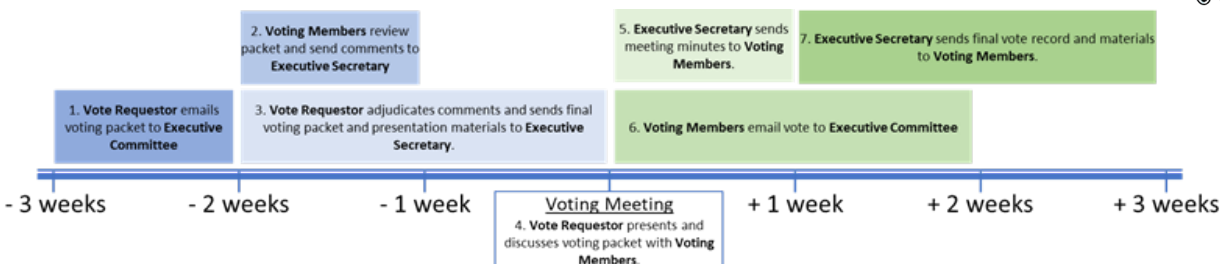 2. Voting Members review
packet and send comments to
Executive Secretary
5. Executive Secretary sends
meeting minutes to Voting
Members.
7. Executive Secretary sends final vote record and materials
to Voting Members.
1. Vote Requestor emails
voting packet to Executive
Committee
3. Vote Requestor adjudicates comments and sends final
voting packet and presentation materials to Executive
Secretary.
6. Voting Members email vote to Executive Committee
- 3 weeks
- 2 weeks
- 1 week
Voting Meeting
4. Vote Requestor presents and
discusses voting packet with Voting
Members.
+ 1 week
+ 2 weeks
+ 3 weeks